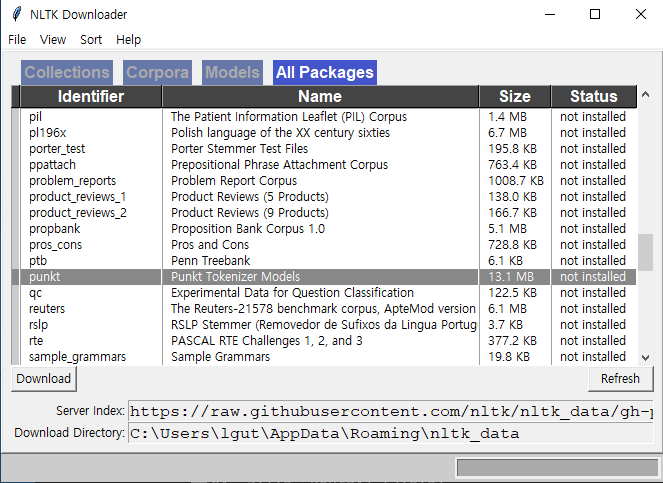 NLTK Downloader
File View Sort Help
Collections Corpora Models All Packages
Identifier Name Size Status
pil The Patient Information Leaflet (PIL) Corpus 1.4 MB not installed
pl196x Polish language of the XX century sixties 6.7 MB not installed
porter_test Porter Stemmer Test Files 195.8 KB not installed
ppattach Prepositional Phrase Attachment Corpus 763.4 KB not installed
problem_reports Problem Report Corpus 1008.7 KB not installed
product_reviews_1 Product Reviews (5 Products) 138.0 KB not installed
product_reviews_2 Product Reviews (9 Products) 166.7 KB not installed
propbank Proposition Bank Corpus 1.0 5.1 MB not installed
pros_cons Pros and Cons 728.8 KB not installed
ptb Penn Treebank 6.1 KB not installed
punkt Punkt Tokenizer Models 13.1 MB not installed
qc Experimental Data for Question Classification 122.5 KB not installed
reuters The Reuters-21578 benchmark corpus, ApteMod version 6.1 MB not installed
rslp RSLP Stemmer (Removedor de Sufixos da Lingua Portug 3.7 KB not installed
rte PASCAL RTE Challenges 1, 2, and 3 377.2 KB not installed
sample_grammars Sample Grammars 19.8 KB not installed
Download Refresh
Server Index: https://raw.githubusercontent.com/nltk/nltk_data/gh-p
Download Directory: C:\Users\lgut\AppData\Roaming\nltk_data